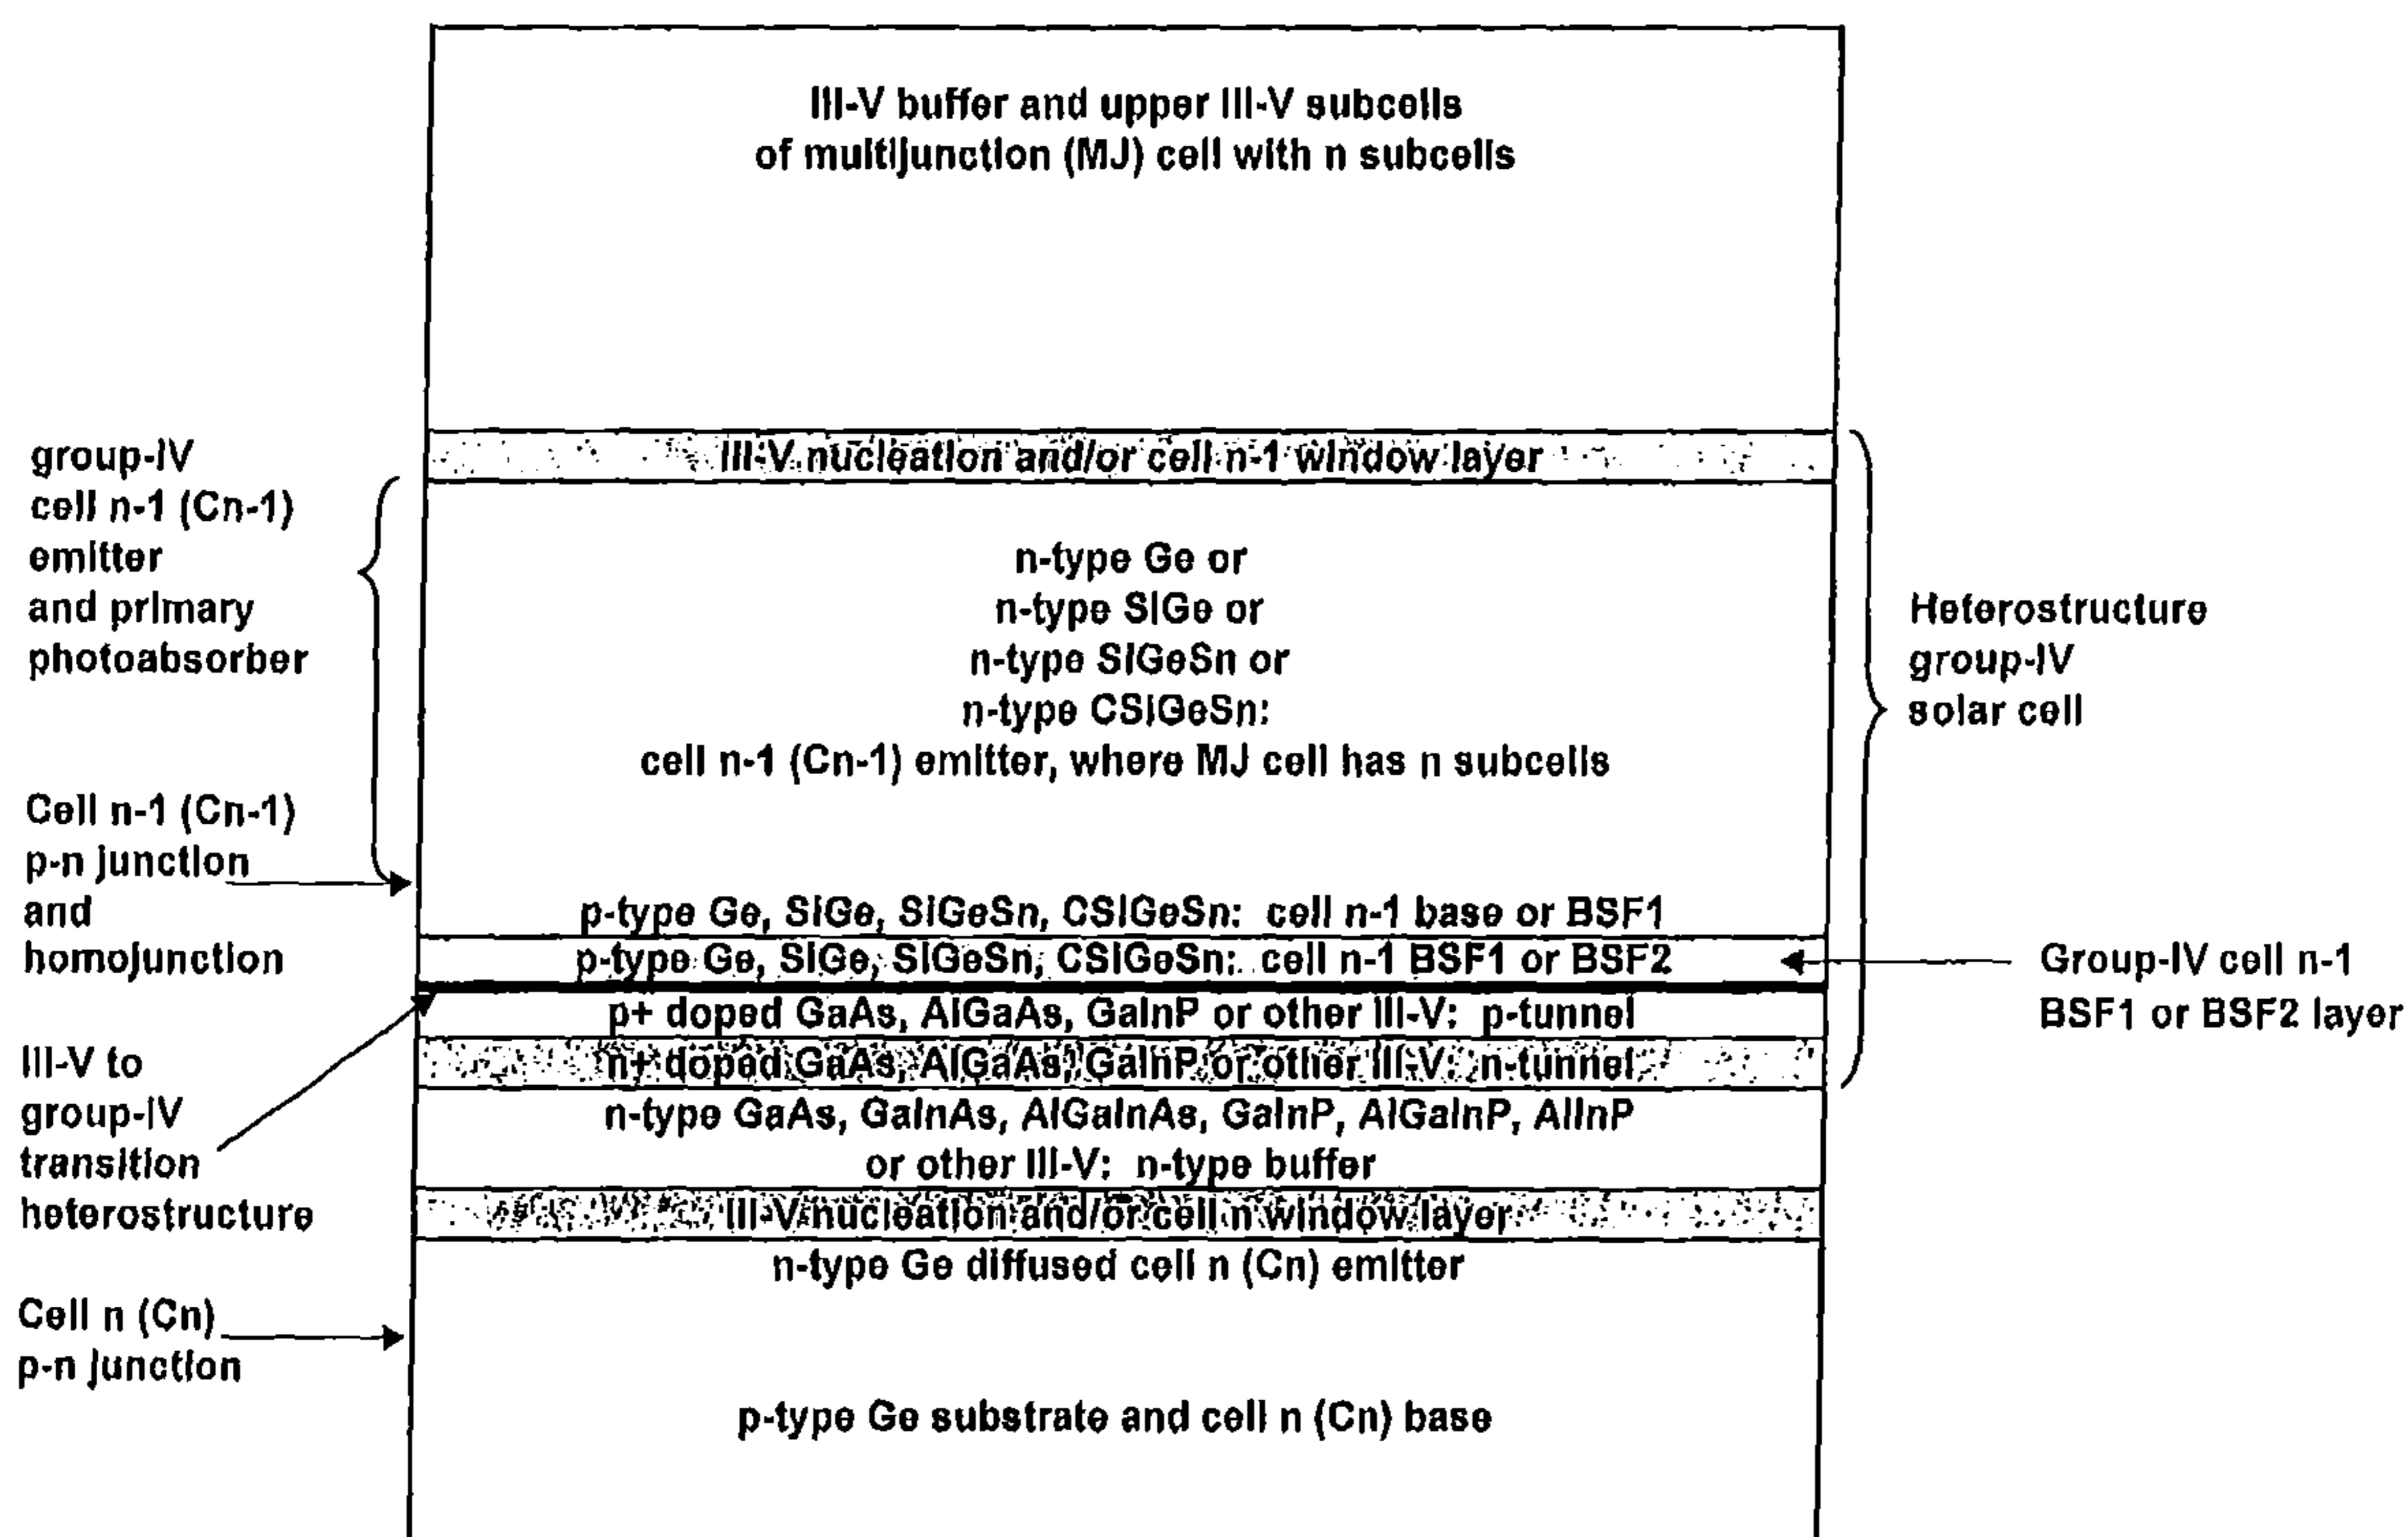 III-V buffer and upper III-V subcells
of multijunction (MJ) cell with n subcells
III-V nucleation and/or cell n-1 window layer
group-IV
cell n-1 (Cn-1)
emitter
and primary
photoabsorber
n-type Ge or
n-type SiGe or
n-type SiGeSn or
n-type CSiGeSn:
cell n-1 (Cn-1) emitter, where MJ cell has n subcells
Heterostructure
group-IV
solar cell
Cell n-1 (Cn-1)
p-n junction
and
homojunction
p-type Ge, SiGe, SiGeSn, CSiGeSn: cell n-1 base or BSF1
p-type Ge, SiGe, SiGeSn, CSiGeSn: cell n-1 BSF1 or BSF2
Group-IV cell n-1
BSF1 or BSF2 layer
p+ doped GaAs, AlGaAs, GaInP or other III-V: p-tunnel
n+ doped GaAs, AlGaAs, GaInP or other III-V: n-tunnel
III-V to
group-IV
transition
heterostructure
n-type GaAs, GaInAs, AlGaInAs, GaInP, AlGaInP, AlInP
or other III-V: n-type buffer
III-V nucleation and/or cell n window layer
n-type Ge diffused cell n (Cn) emitter
Cell n (Cn)
p-n junction
p-type Ge substrate and cell n (Cn) base